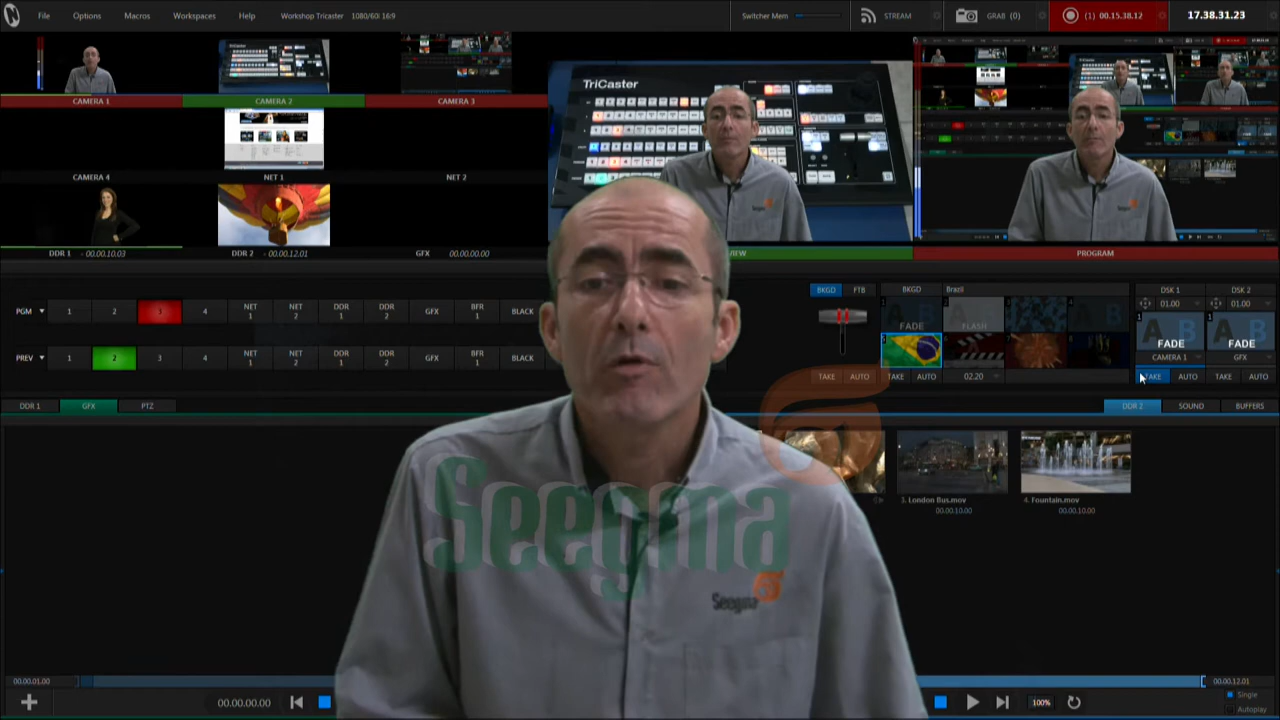 File Options Macros Workspaces Help Workshop Tricaster 1080/60i 16:9 Switcher Mem STREAM GRAB (0) (1) 00.15.38.12 17.38.31.23
TriCaster
CAMERA 1 CAMERA 2 CAMERA 3
CAMERA 4 NET 1 NET 2
DDR 1 00.00.10.03 DDR 2 00.00.12.01 GFX 00.00.00.00 VIEW PROGRAM
BKGD FTB BKGD Brazil DSK 1 DSK 2
01.00 01.00
PGM 1 2 3 4 NET 1 NET 2 DDR 1 DDR 2 GFX BFR 1 BLACK
FADE FLASH FADE FADE
PREV 1 2 3 4 NET 1 NET 2 DDR 1 DDR 2 GFX BFR 1 BLACK
CAMERA 1 GFX
TAKE AUTO TAKE AUTO 02.20 TAKE AUTO TAKE AUTO
DDR 1 GFX PTZ DDR 2 SOUND BUFFERS
3. London Bus.mov 4. Fountain.mov
00.00.10.00 00.00.10.00
Seegma
Seegma
00.00.01.00 00.00.12.01
00.00.00.00 100% Single
Autoplay